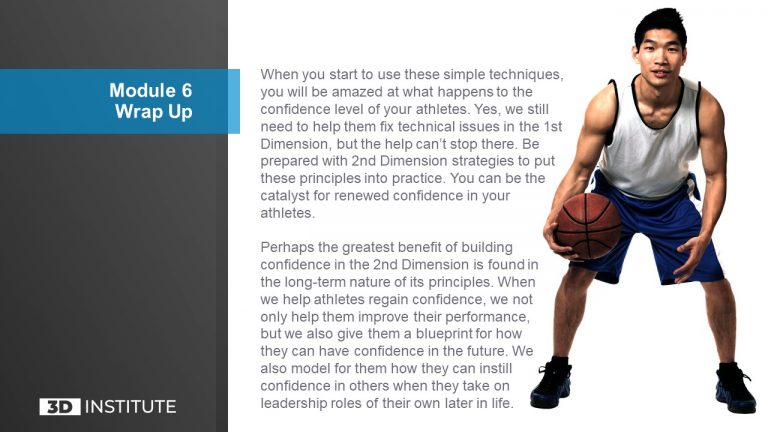 Module 6
Wrap Up
When you start to use these simple techniques,
you will be amazed at what happens to the
confidence level of your athletes. Yes, we still
need to help them fix technical issues in the 1st
Dimension, but the help can’t stop there. Be
prepared with 2nd Dimension strategies to put
these principles into practice. You can be the
catalyst for renewed confidence in your
athletes.
Perhaps the greatest benefit of building
confidence in the 2nd Dimension is found in
the long-term nature of its principles. When
we help athletes regain confidence, we not
only help them improve their performance,
but we also give them a blueprint for how
they can have confidence in the future. We
also model for them how they can instill
confidence in others when they take on
leadership roles of their own later in life.
3D INSTITUTE